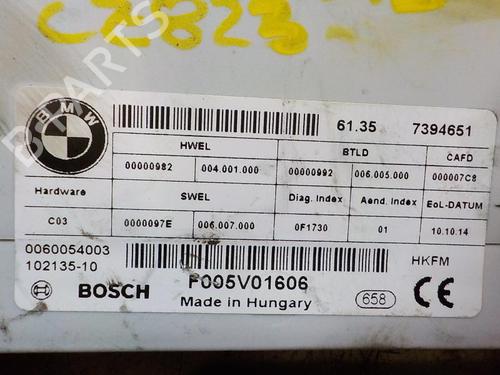 C2823
B-PARTS
BMW
61.35 7394651
HWEL BTLD CAFD
00000982 004.001.000 00000992 006.005.000 000007C8
Hardware SWEL Diag. Index Aend. Index EoL-DATUM
C03 0000097E 006.007.000 0F1730 01 10.10.14
0060054003
102135-10 HKFM
BOSCH F005V01606
Made in Hungary 658 CE